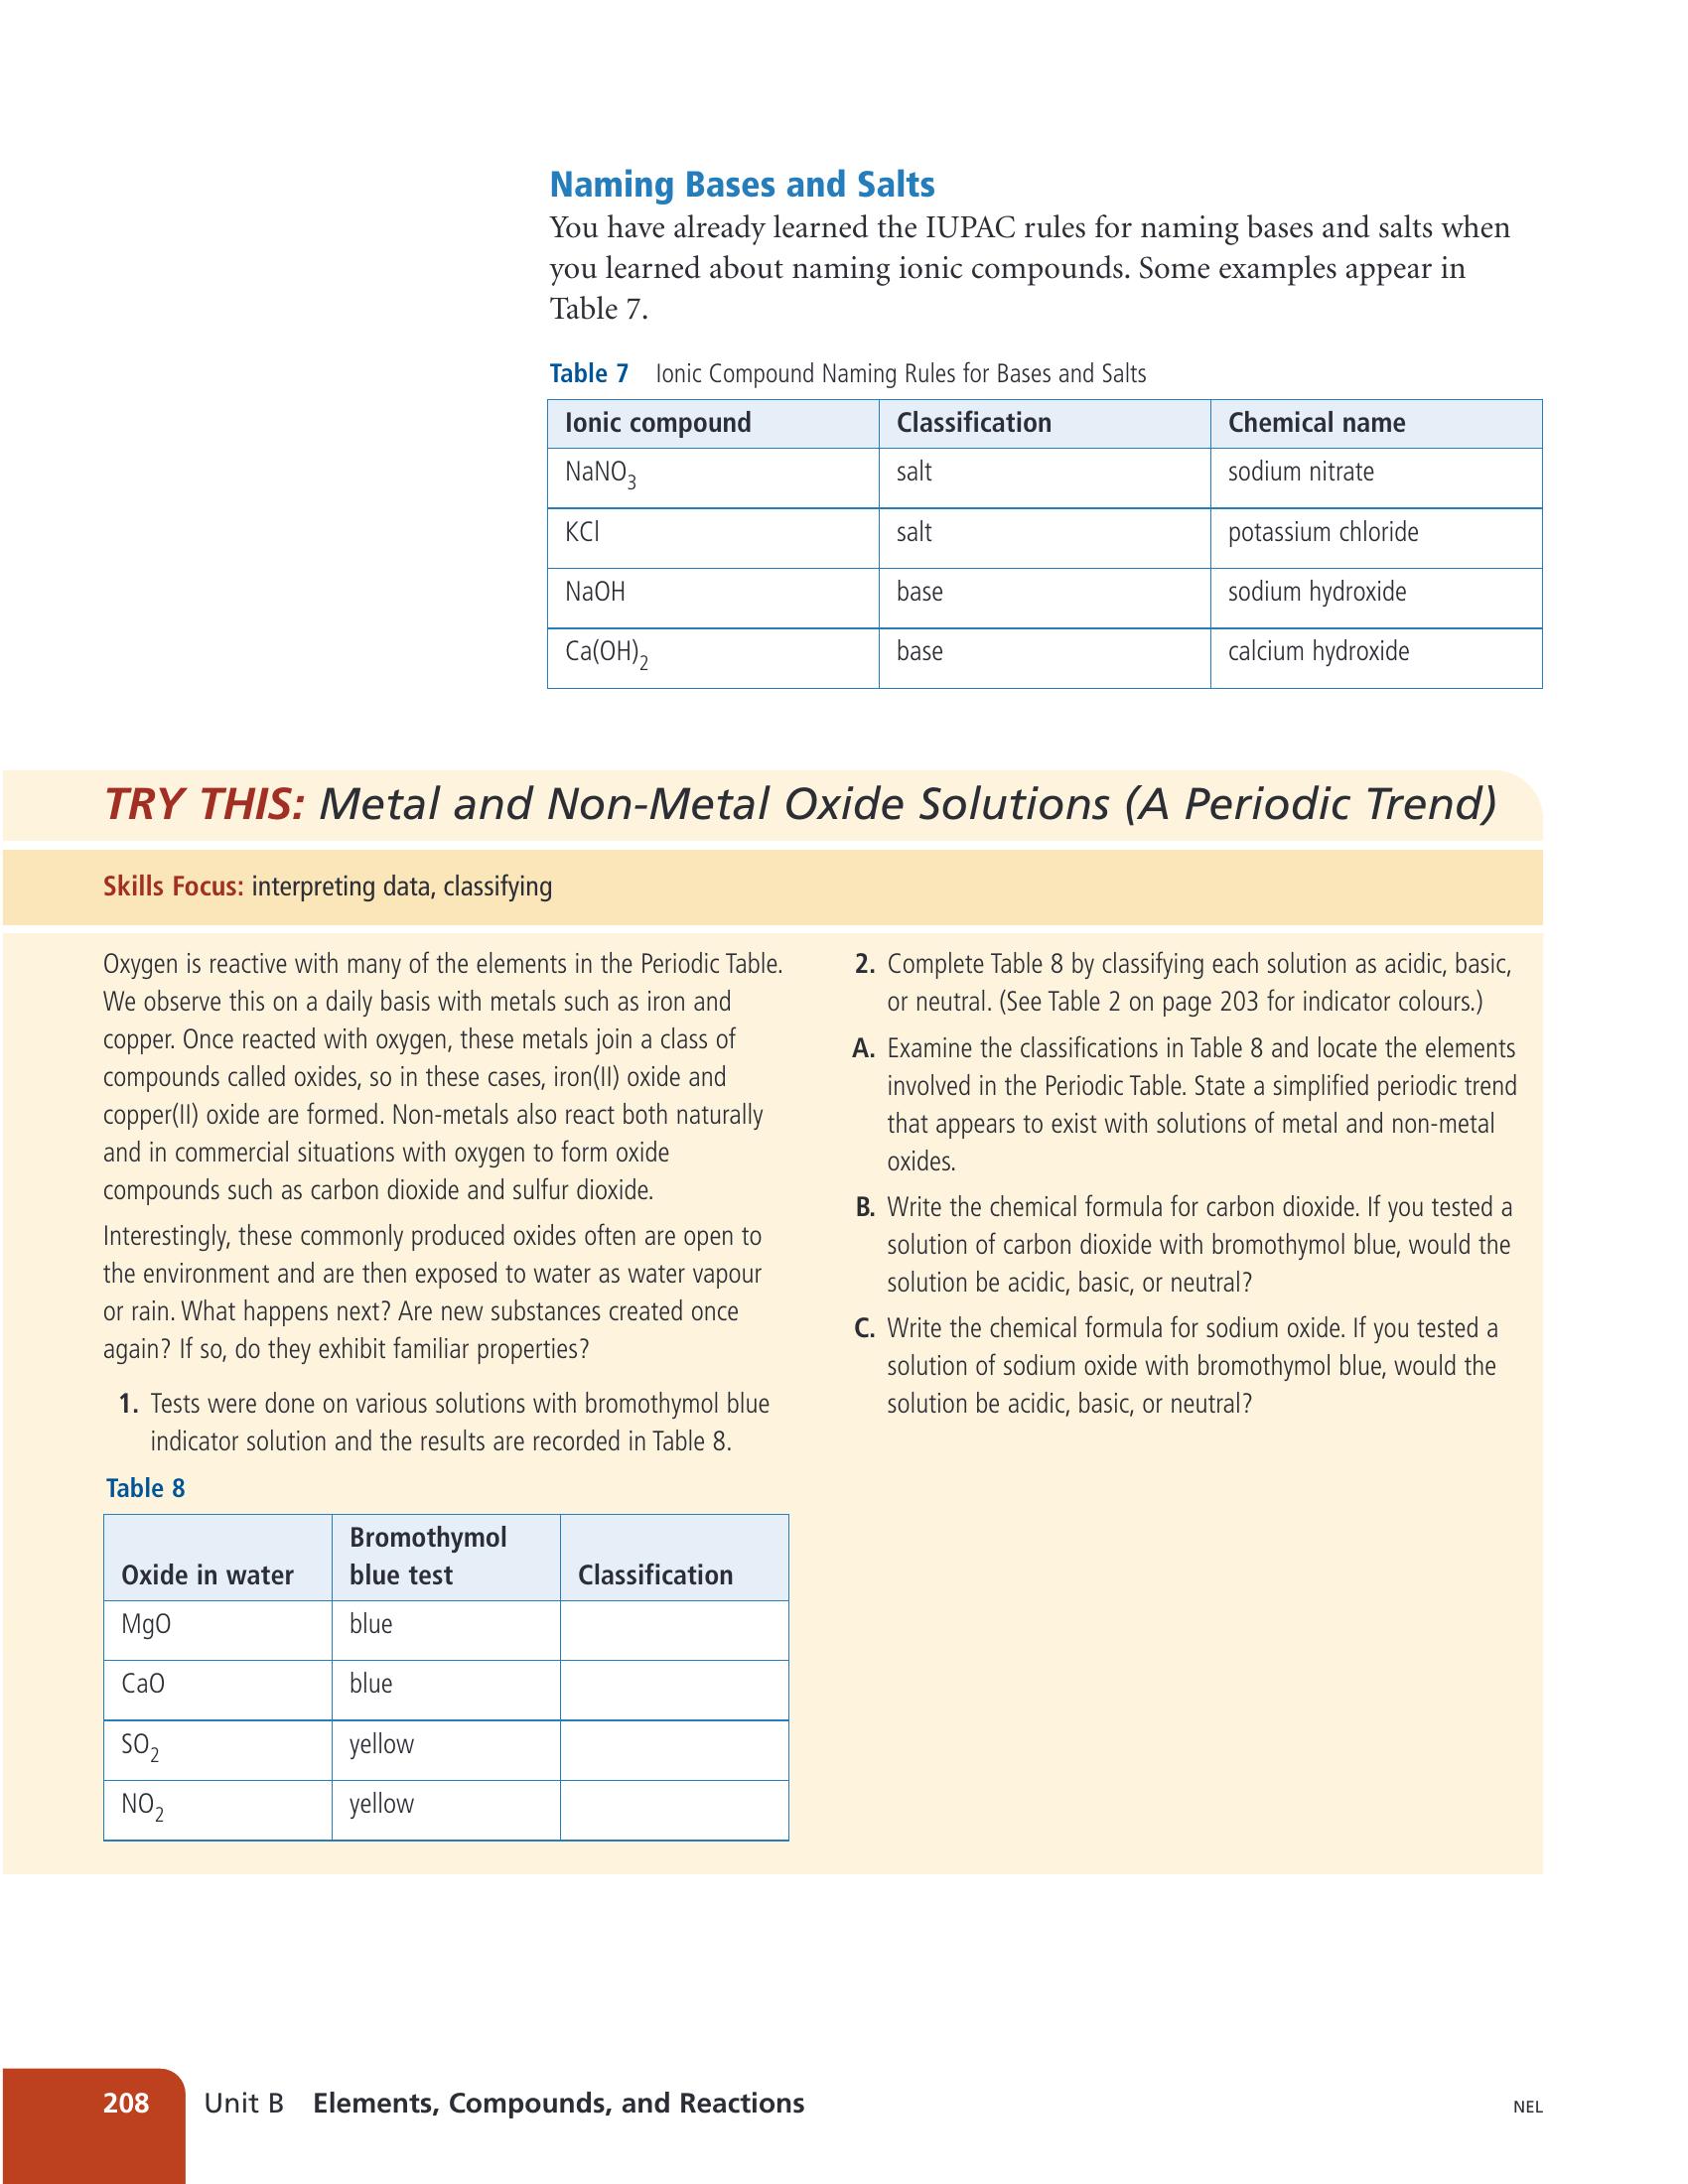 Naming Bases and Salts
You have already learned the IUPAC rules for naming bases and salts when
you learned about naming ionic compounds. Some examples appear in
Table 7.
Table 7 Ionic Compound Naming Rules for Bases and Salts
Ionic compound Classification Chemical name
NaNO₃ salt sodium nitrate
KCl salt potassium chloride
NaOH base sodium hydroxide
Ca(OH)₂ base calcium hydroxide
TRY THIS: Metal and Non-Metal Oxide Solutions (A Periodic Trend)
Skills Focus: interpreting data, classifying
Oxygen is reactive with many of the elements in the Periodic Table.
We observe this on a daily basis with metals such as iron and
copper. Once reacted with oxygen, these metals join a class of
compounds called oxides, so in these cases, iron(II) oxide and
copper(II) oxide are formed. Non-metals also react both naturally
and in commercial situations with oxygen to form oxide
compounds such as carbon dioxide and sulfur dioxide.
Interestingly, these commonly produced oxides often are open to
the environment and are then exposed to water as water vapour
or rain. What happens next? Are new substances created once
again? If so, do they exhibit familiar properties?
1. Tests were done on various solutions with bromothymol blue
indicator solution and the results are recorded in Table 8.
Table 8
Bromothymol
Oxide in water blue test Classification
MgO blue
CaO blue
SO₂ yellow
NO₂ yellow
2. Complete Table 8 by classifying each solution as acidic, basic,
or neutral. (See Table 2 on page 203 for indicator colours.)
A. Examine the classifications in Table 8 and locate the elements
involved in the Periodic Table. State a simplified periodic trend
that appears to exist with solutions of metal and non-metal
oxides.
B. Write the chemical formula for carbon dioxide. If you tested a
solution of carbon dioxide with bromothymol blue, would the
solution be acidic, basic, or neutral?
C. Write the chemical formula for sodium oxide. If you tested a
solution of sodium oxide with bromothymol blue, would the
solution be acidic, basic, or neutral?
208 Unit B Elements, Compounds, and Reactions NEL